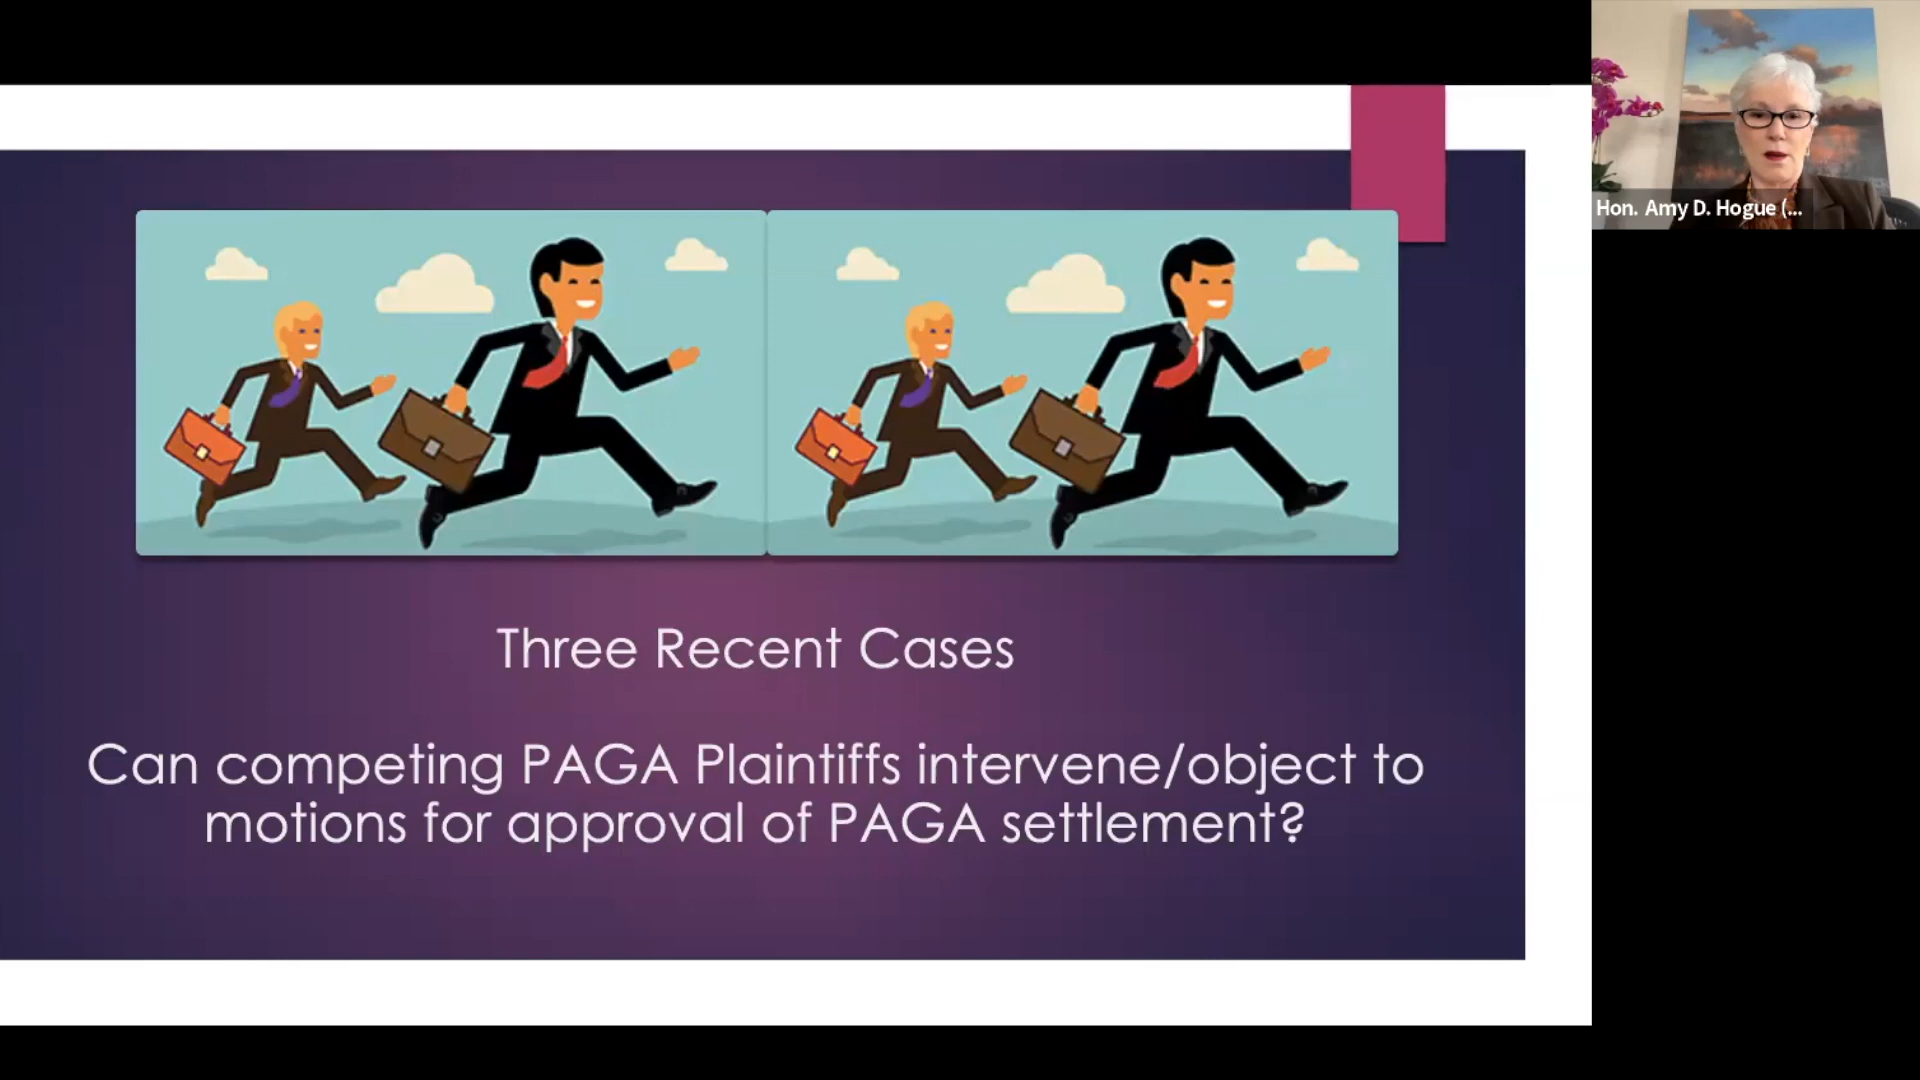 Hon. Amy D. Hogue (...
Three Recent Cases
Can competing PAGA Plaintiffs intervene/object to
motions for approval of PAGA settlement?